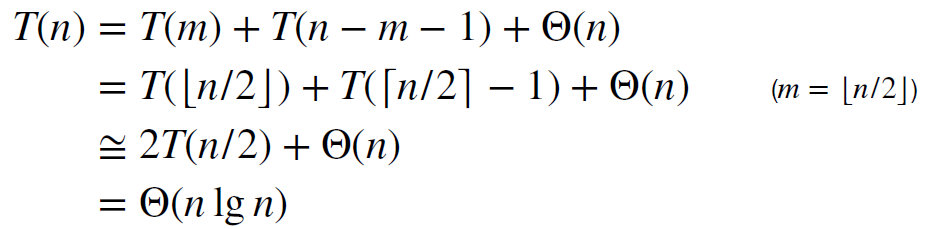 T(n) = T(m) + T(n − m − 1) + Θ(n)
= T(⌊n/2⌋) + T(⌈n/2⌉ − 1) + Θ(n) (m = ⌊n/2⌋)
≅ 2T(n/2) + Θ(n)
= Θ(n lg n)